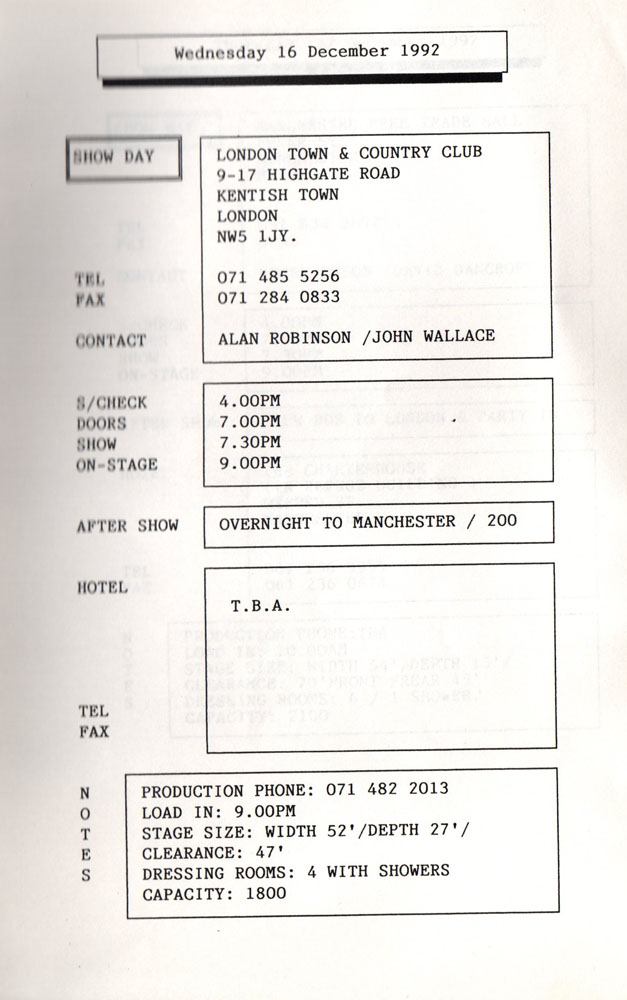 Wednesday 16 December 1992
SHOW DAY
LONDON TOWN & COUNTRY CLUB
9-17 HIGHGATE ROAD
KENTISH TOWN
LONDON
NW5 1JY.
TEL 071 485 5256
FAX 071 284 0833
CONTACT ALAN ROBINSON /JOHN WALLACE
S/CHECK 4.00PM
DOORS 7.00PM
SHOW 7.30PM
ON-STAGE 9.00PM
AFTER SHOW OVERNIGHT TO MANCHESTER / 200
HOTEL
T.B.A.
TEL
FAX
NOTES
PRODUCTION PHONE: 071 482 2013
LOAD IN: 9.00PM
STAGE SIZE: WIDTH 52'/DEPTH 27'/
CLEARANCE: 47'
DRESSING ROOMS: 4 WITH SHOWERS
CAPACITY: 1800